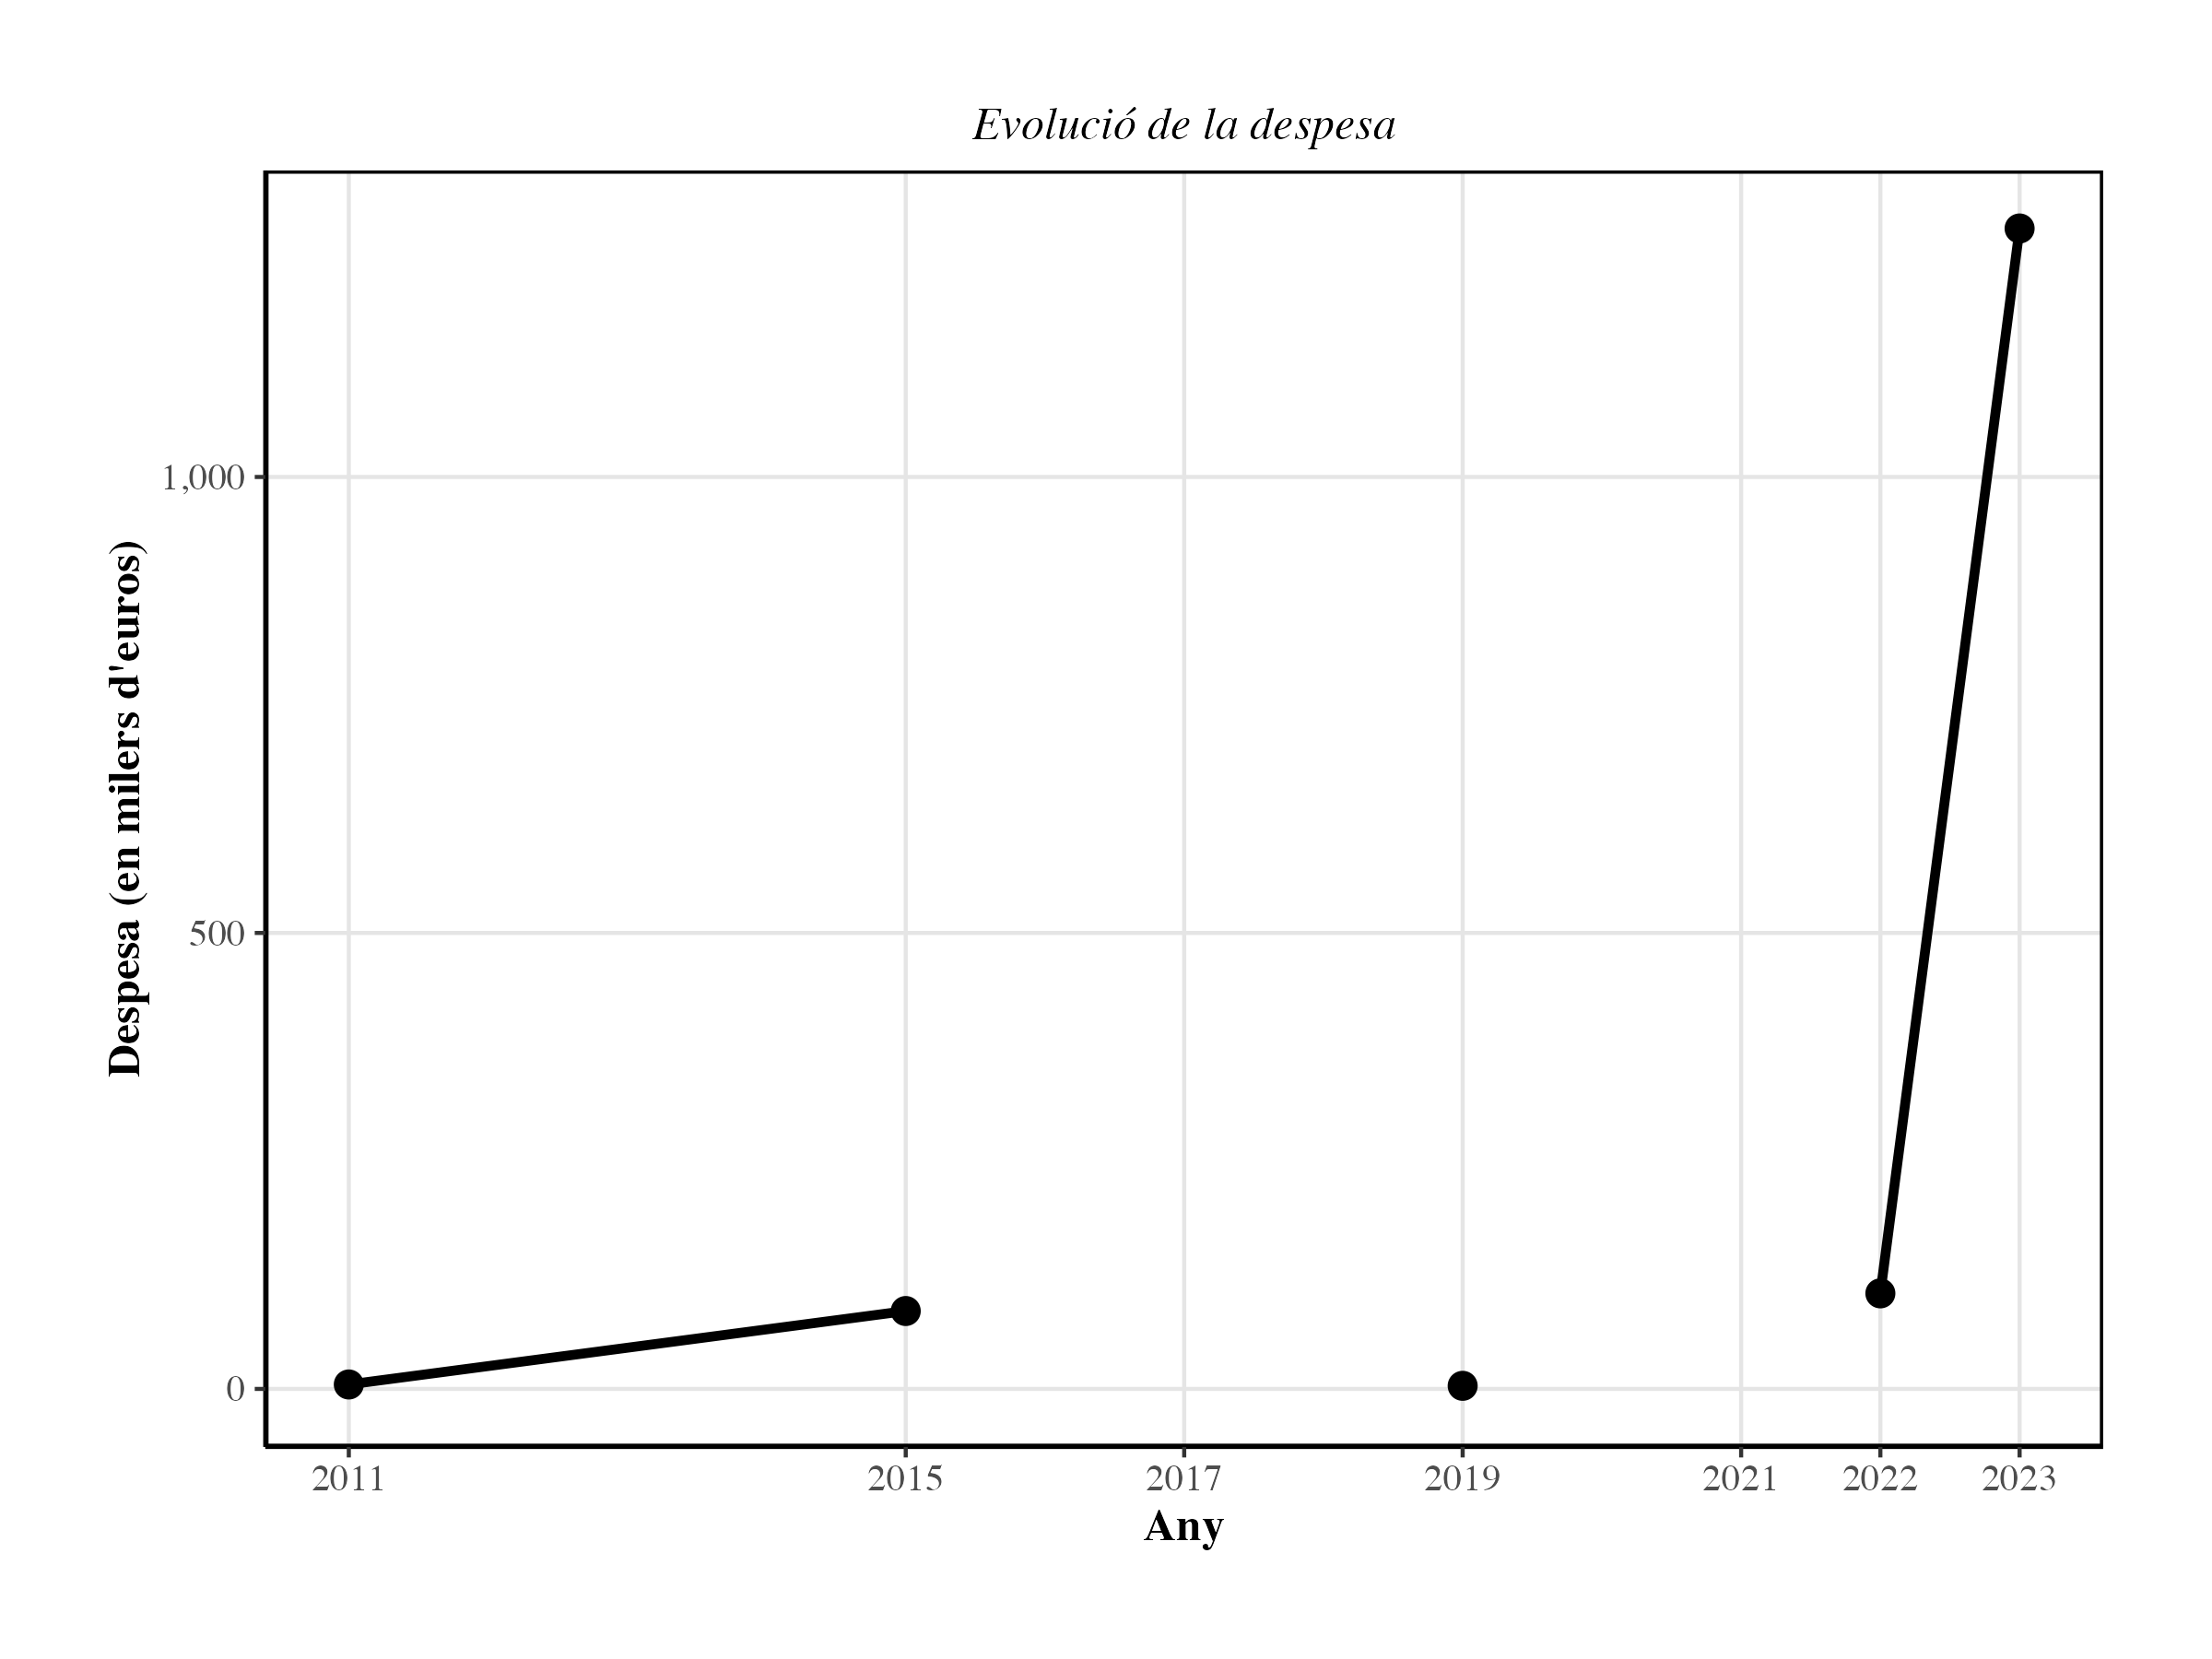 Evolució de la despesa
Despesa (en milers d'euros)
1,000
500
0
2011 2015 2017 2019 2021 2022 2023
Any